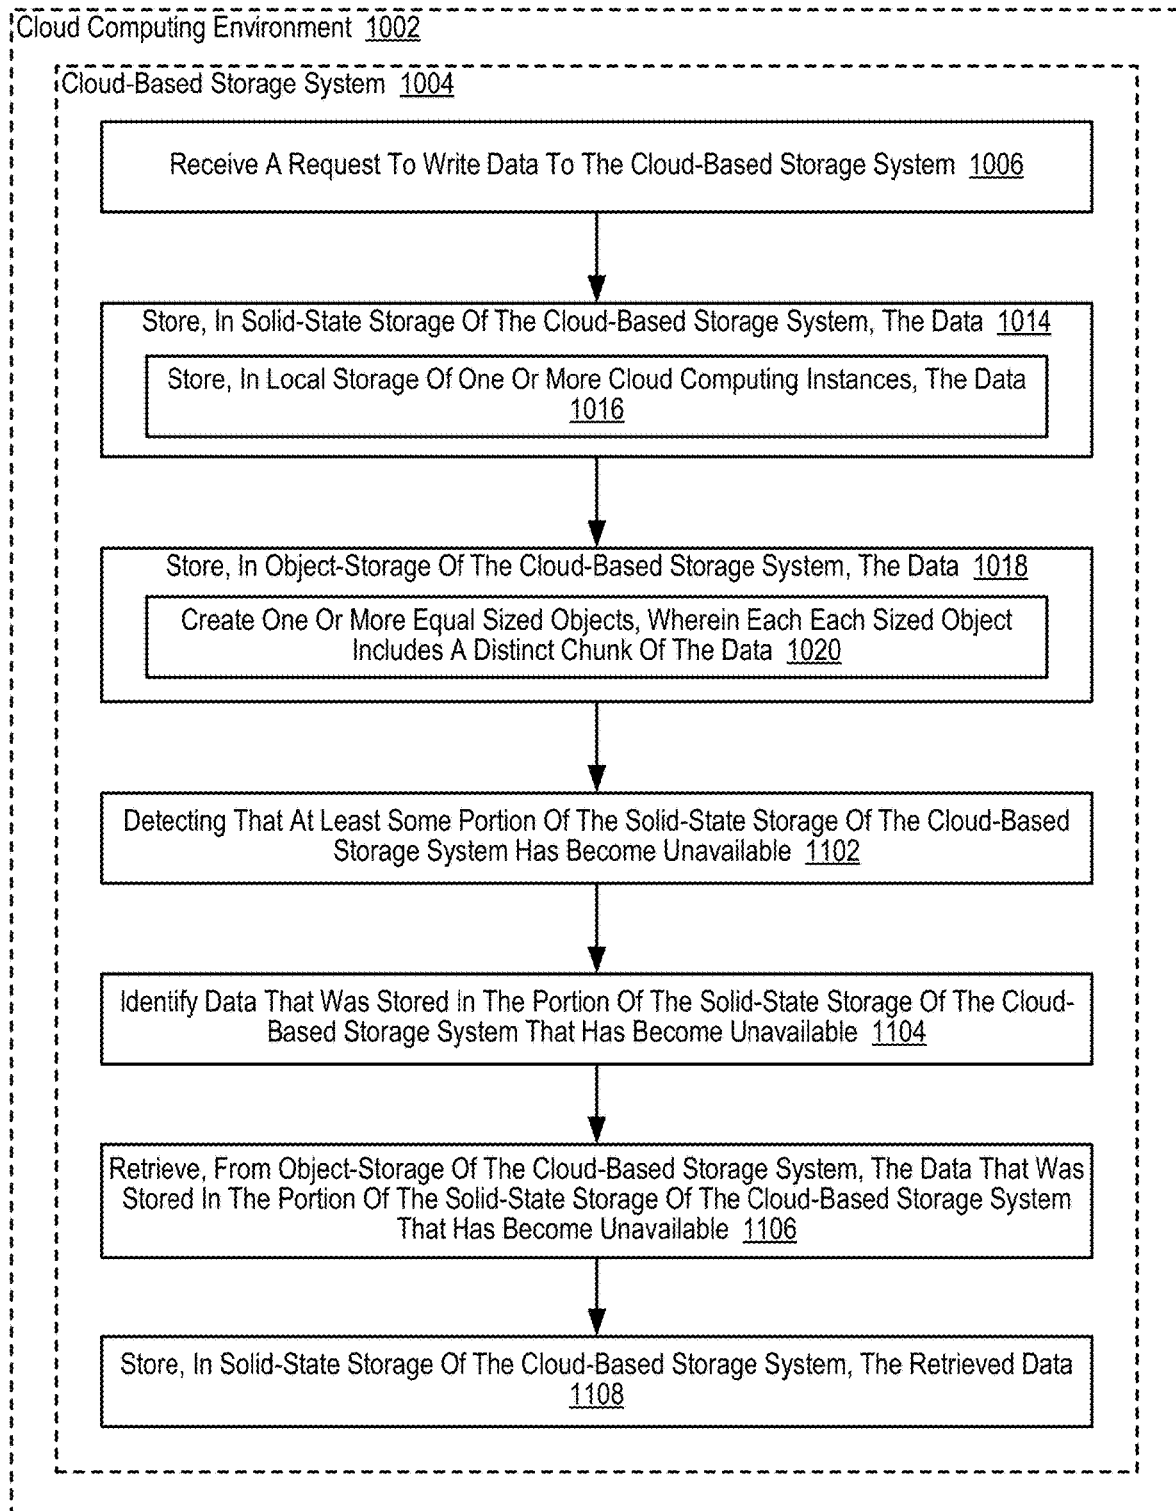 Cloud Computing Environment 1002
Cloud-Based Storage System 1004
Receive A Request To Write Data To The Cloud-Based Storage System 1006
Store, In Solid-State Storage Of The Cloud-Based Storage System, The Data 1014
Store, In Local Storage Of One Or More Cloud Computing Instances, The Data
1016
Store, In Object-Storage Of The Cloud-Based Storage System, The Data 1018
Create One Or More Equal Sized Objects, Wherein Each Each Sized Object
Includes A Distinct Chunk Of The Data 1020
Detecting That At Least Some Portion Of The Solid-State Storage Of The Cloud-Based
Storage System Has Become Unavailable 1102
Identify Data That Was Stored In The Portion Of The Solid-State Storage Of The Cloud-
Based Storage System That Has Become Unavailable 1104
Retrieve, From Object-Storage Of The Cloud-Based Storage System, The Data That Was
Stored In The Portion Of The Solid-State Storage Of The Cloud-Based Storage System
That Has Become Unavailable 1106
Store, In Solid-State Storage Of The Cloud-Based Storage System, The Retrieved Data
1108